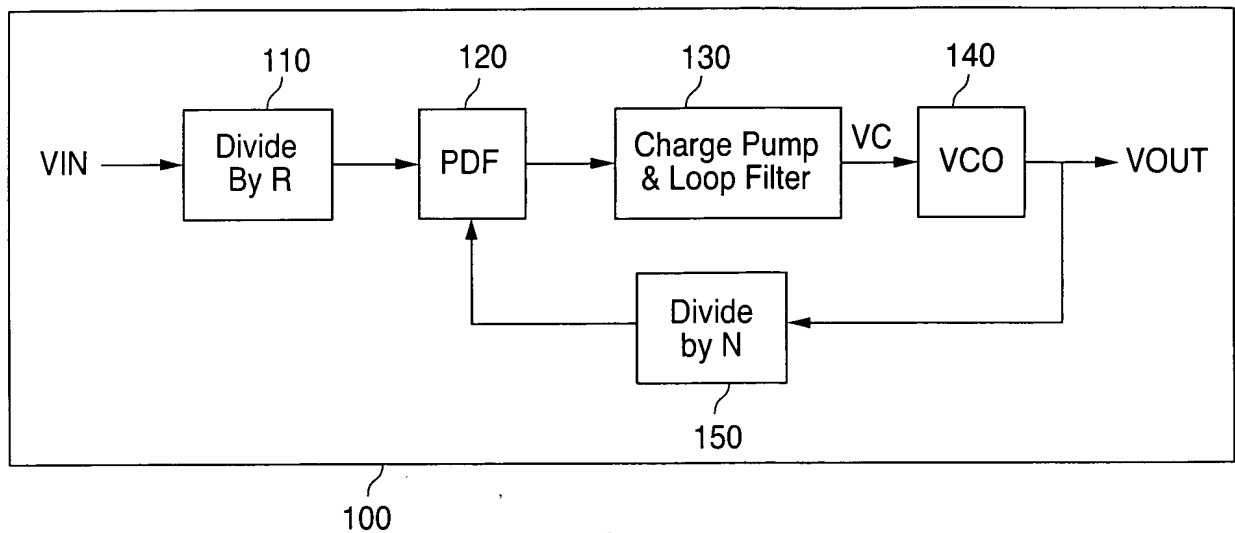 110
120
130
140
VIN
Divide
By R
PDF
Charge Pump
& Loop Filter
VC
VCO
VOUT
Divide
by N
150
100